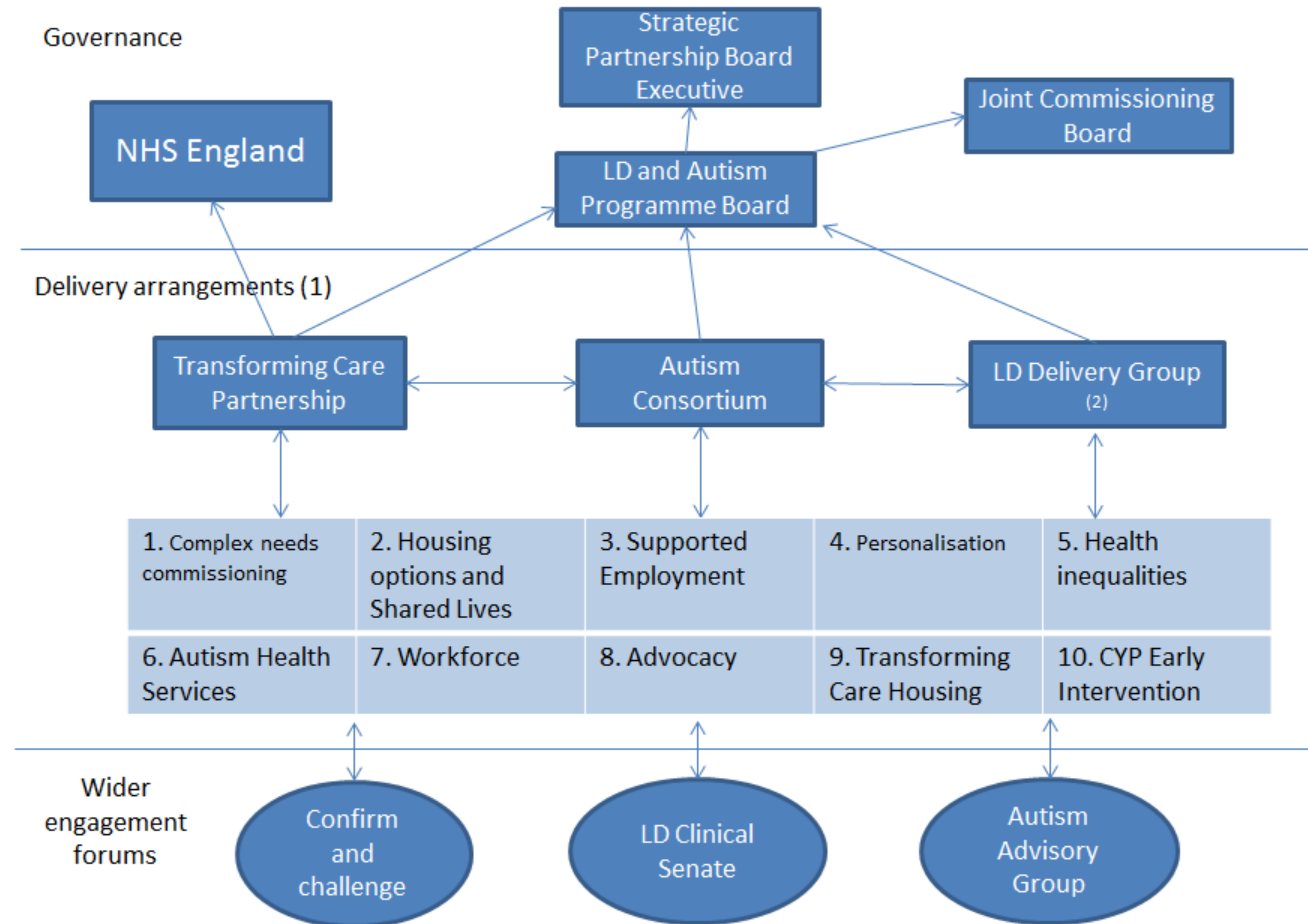 Governance
Strategic
Partnership Board
Executive
Joint Commissioning
Board
NHS England
LD and Autism
Programme Board
Delivery arrangements (1)
Transforming Care
Partnership
Autism
Consortium
LD Delivery Group
(2)
1. Complex needs
commissioning
2. Housing
options and
Shared Lives
3. Supported
Employment
4. Personalisation
5. Health
inequalities
6. Autism Health
Services
7. Workforce
8. Advocacy
9. Transforming
Care Housing
10. CYP Early
Intervention
Wider
engagement
forums
Confirm
and
challenge
LD Clinical
Senate
Autism
Advisory
Group